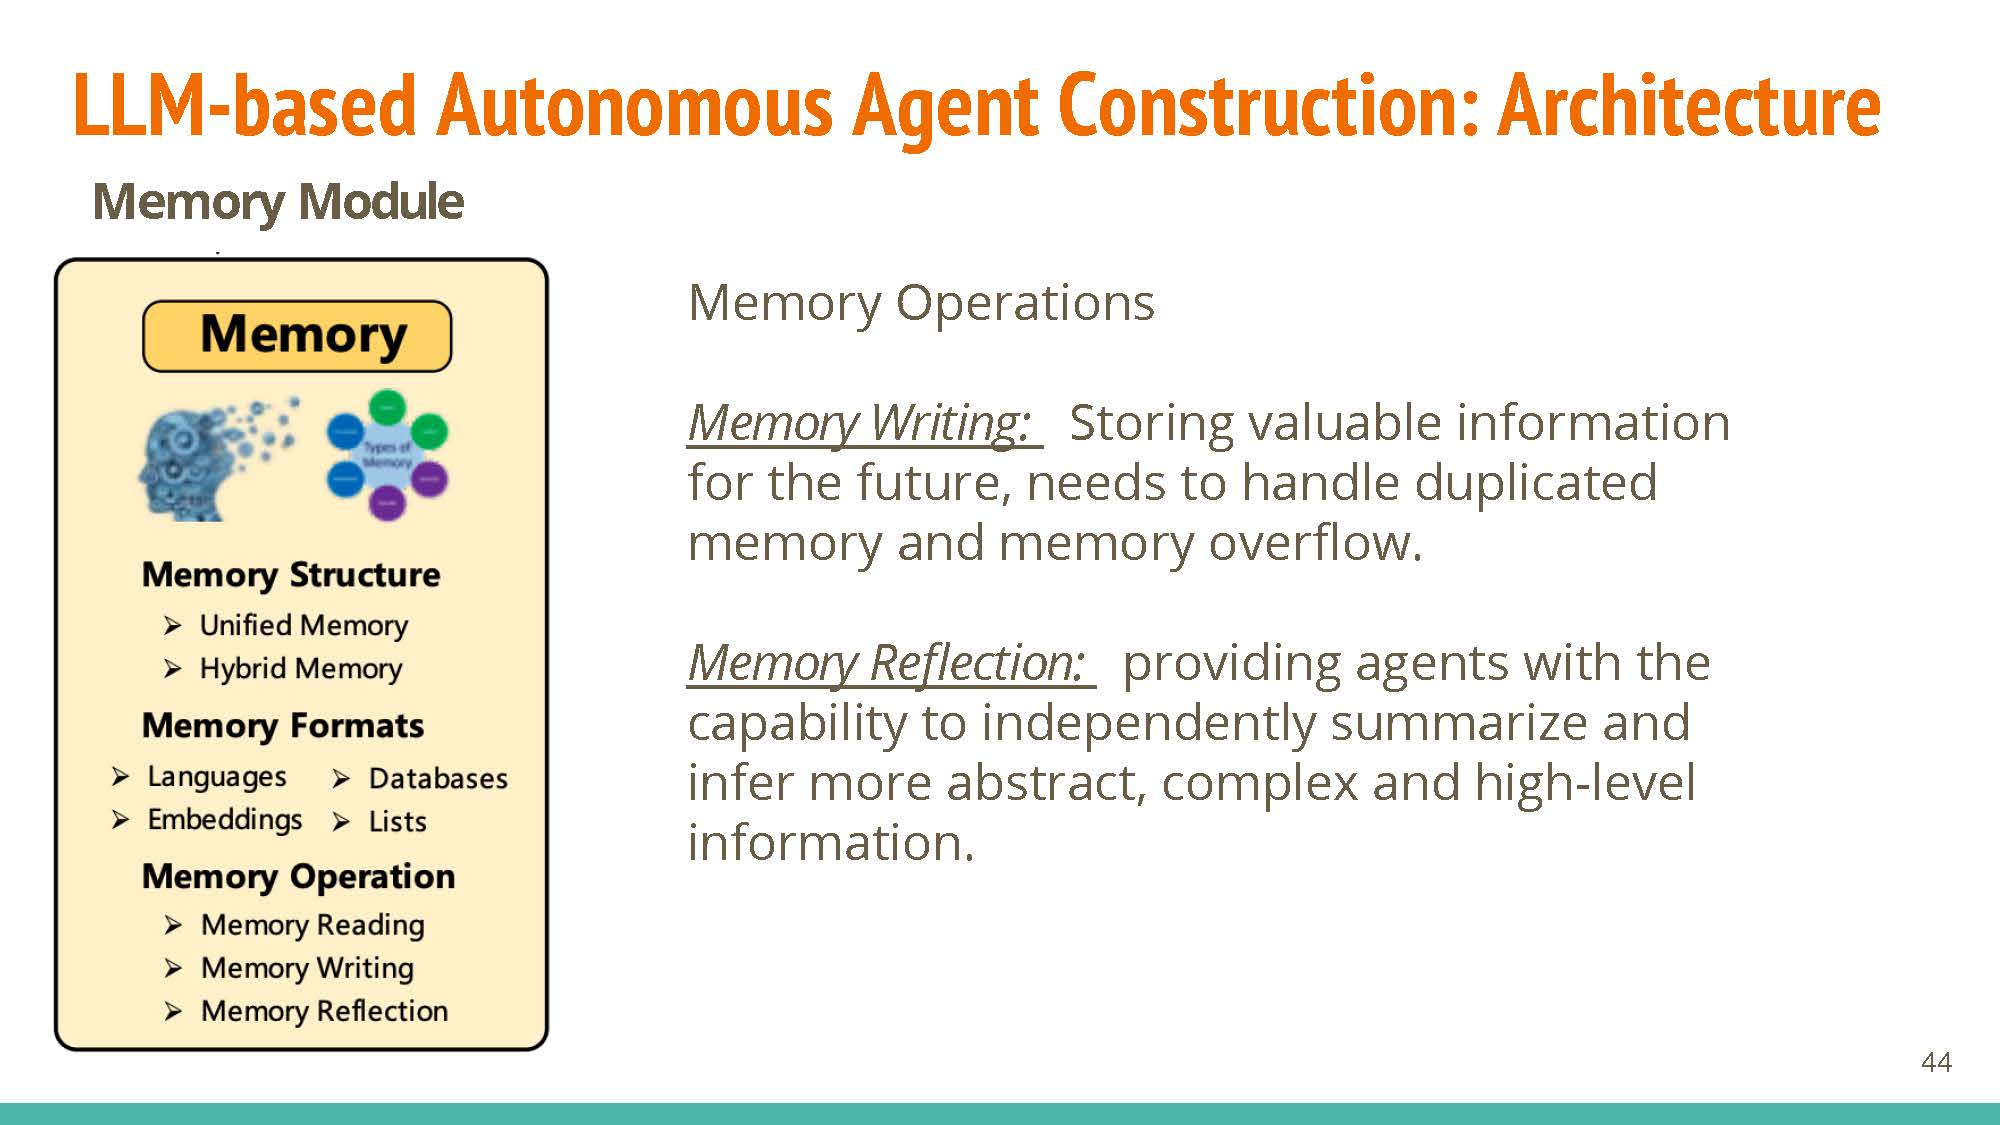 LLM-based Autonomous Agent Construction: Architecture
Memory Module
Memory
Types of
Memory
Memory Structure
➢ Unified Memory
➢ Hybrid Memory
Memory Formats
➢ Languages ➢ Databases
➢ Embeddings ➢ Lists
Memory Operation
➢ Memory Reading
➢ Memory Writing
➢ Memory Reflection
Memory Operations
Memory Writing: Storing valuable information
for the future, needs to handle duplicated
memory and memory overflow.
Memory Reflection: providing agents with the
capability to independently summarize and
infer more abstract, complex and high-level
information.
44